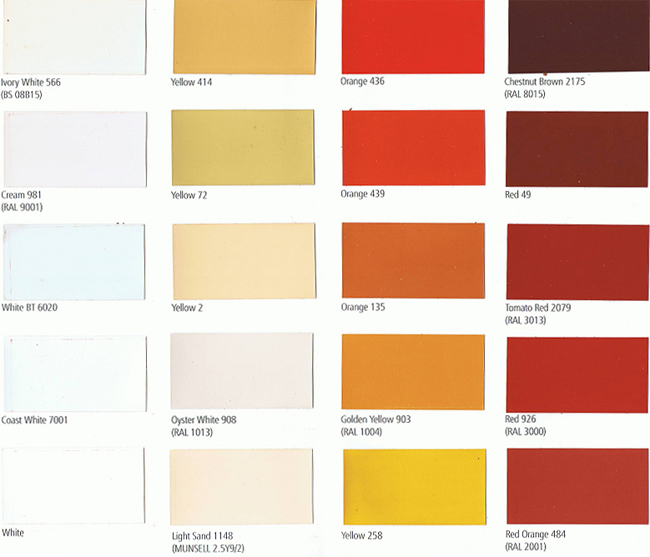 Ivory White 566
(BS 08B15)
Yellow 414
Orange 436
Chestnut Brown 2175
(RAL 8015)
Cream 981
(RAL 9001)
Yellow 72
Orange 439
Red 49
White BT 6020
Yellow 2
Orange 135
Tomato Red 2079
(RAL 3013)
Coast White 7001
Oyster White 908
(RAL 1013)
Golden Yellow 903
(RAL 1004)
Red 926
(RAL 3000)
White
Light Sand 1148
(MUNSELL 2.5Y9/2)
Yellow 258
Red Orange 484
(RAL 2001)